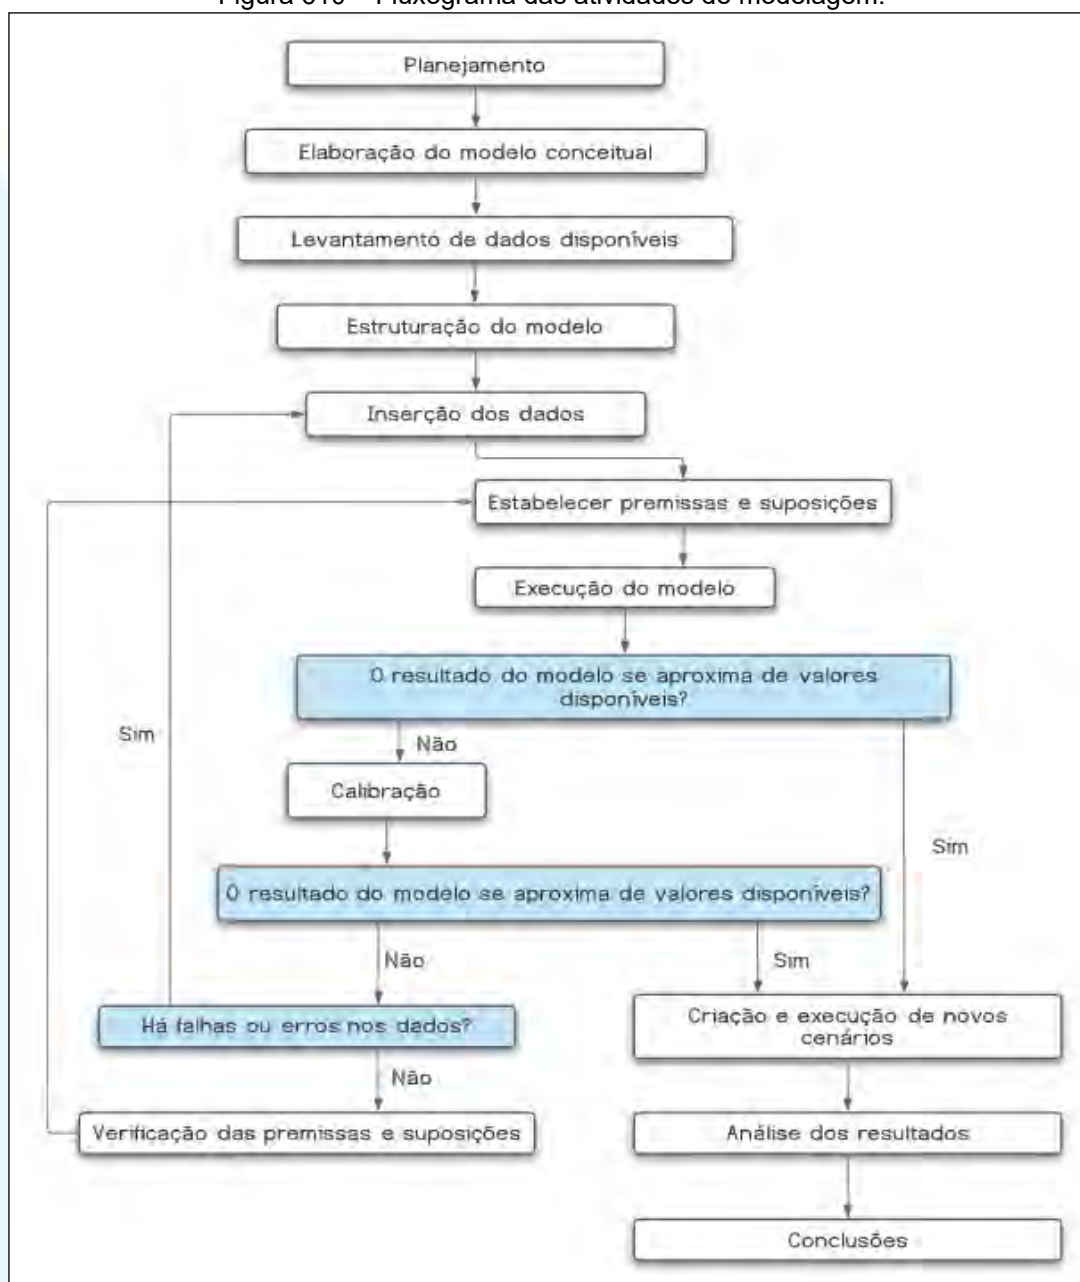 Planejamento
Elaboração do modelo conceitual
Levantamento de dados disponíveis
Estruturação do modelo
Inserção dos dados
Estabelecer premissas e suposições
Execução do modelo
O resultado do modelo se aproxima de valores
disponíveis?
Sim
Não
Calibração
Sim
O resultado do modelo se aproxima de valores disponíveis?
Não
Sim
Há falhas ou erros nos dados?
Criação e execução de novos
cenários
Não
Verificação das premissas e suposições
Análise dos resultados
Conclusões